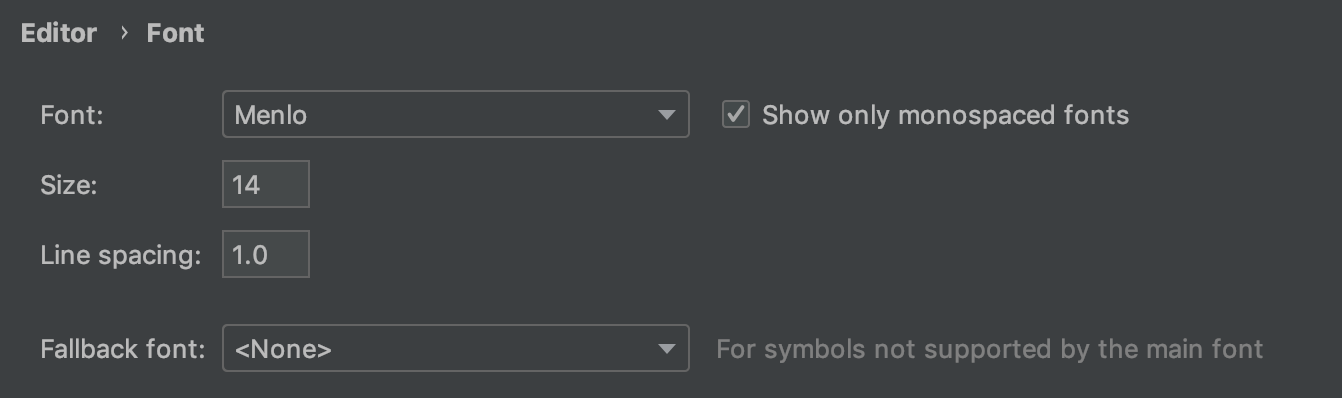 Editor › Font
Font: Menlo Show only monospaced fonts
Size: 14
Line spacing: 1.0
Fallback font: <None> For symbols not supported by the main font